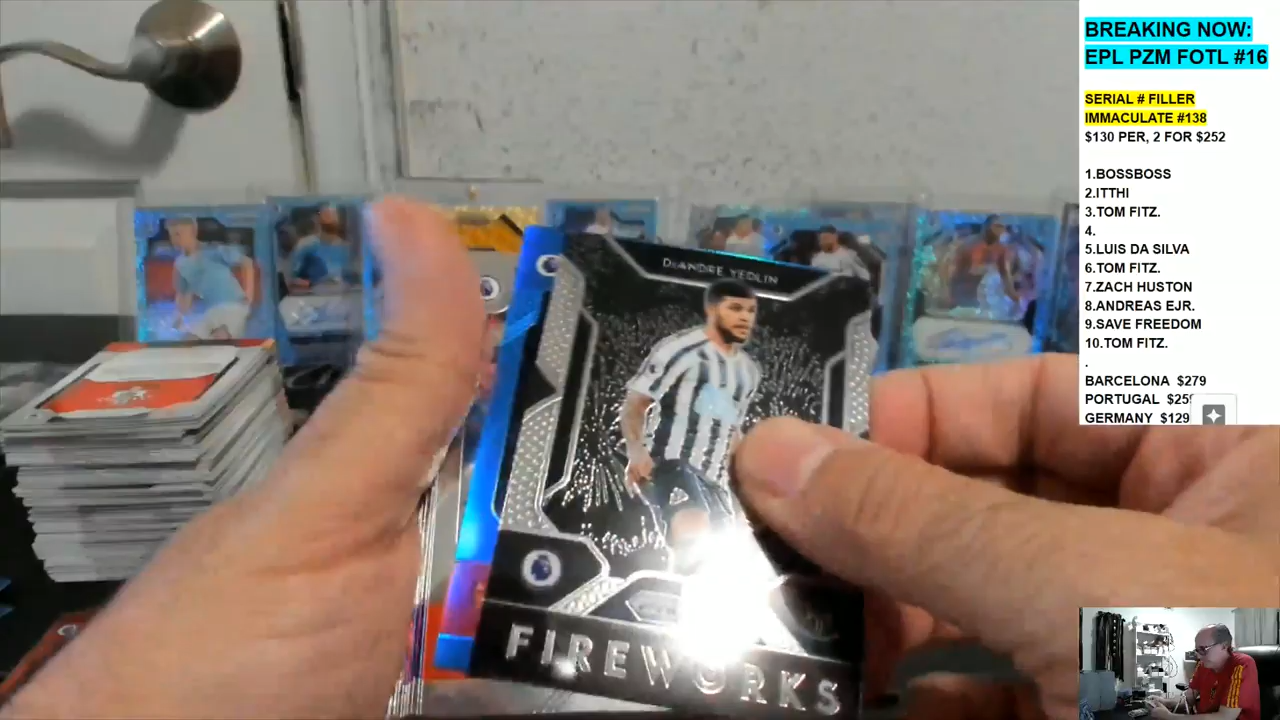 BREAKING NOW:
EPL PZM FOTL #16
SERIAL # FILLER
IMMACULATE #138
$130 PER, 2 FOR $252
1.BOSSBOSS
2.ITTHI
3.TOM FITZ.
4.
5.LUIS DA SILVA
6.TOM FITZ.
7.ZACH HUSTON
8.ANDREAS EJR.
9.SAVE FREEDOM
10.TOM FITZ.
.
BARCELONA $279
PORTUGAL
GERMANY $129
DEANDRE YEDLIN
FIREWORKS